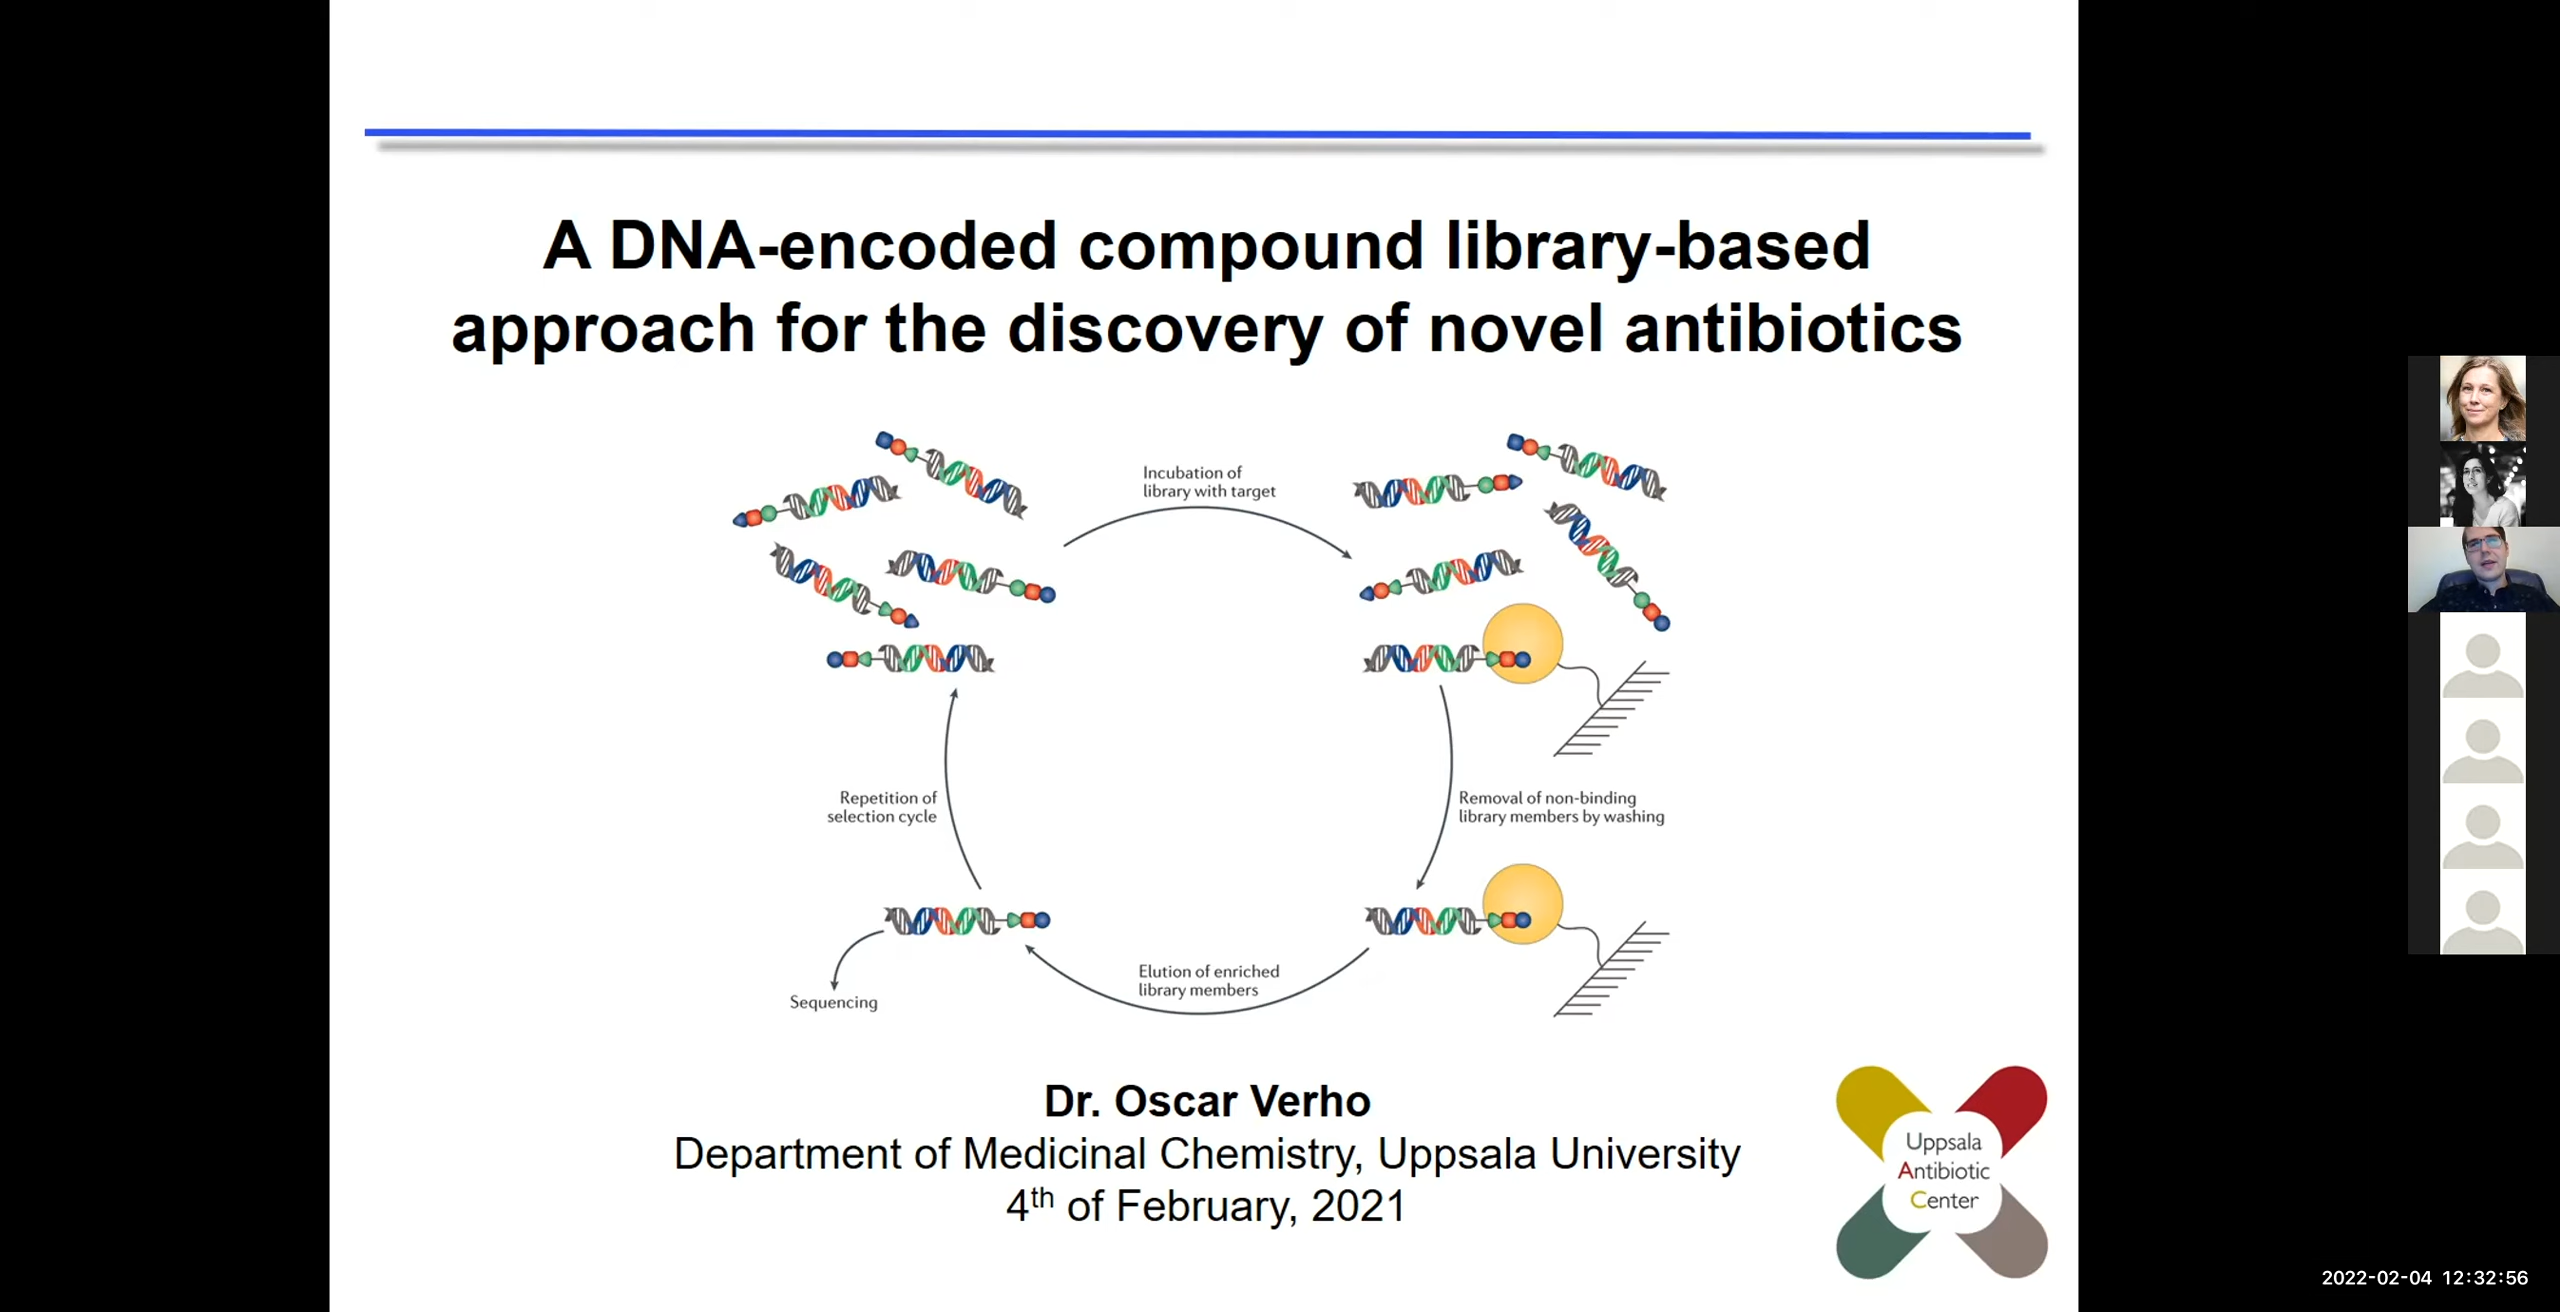 A DNA-encoded compound library-based
approach for the discovery of novel antibiotics
Incubation of
library with target
Repetition of
selection cycle
Removal of non-binding
library members by washing
Elution of enriched
library members
Sequencing
Dr. Oscar Verho
Department of Medicinal Chemistry, Uppsala University
4th of February, 2021
Uppsala
Antibiotic
Center
2022-02-04 12:32:56